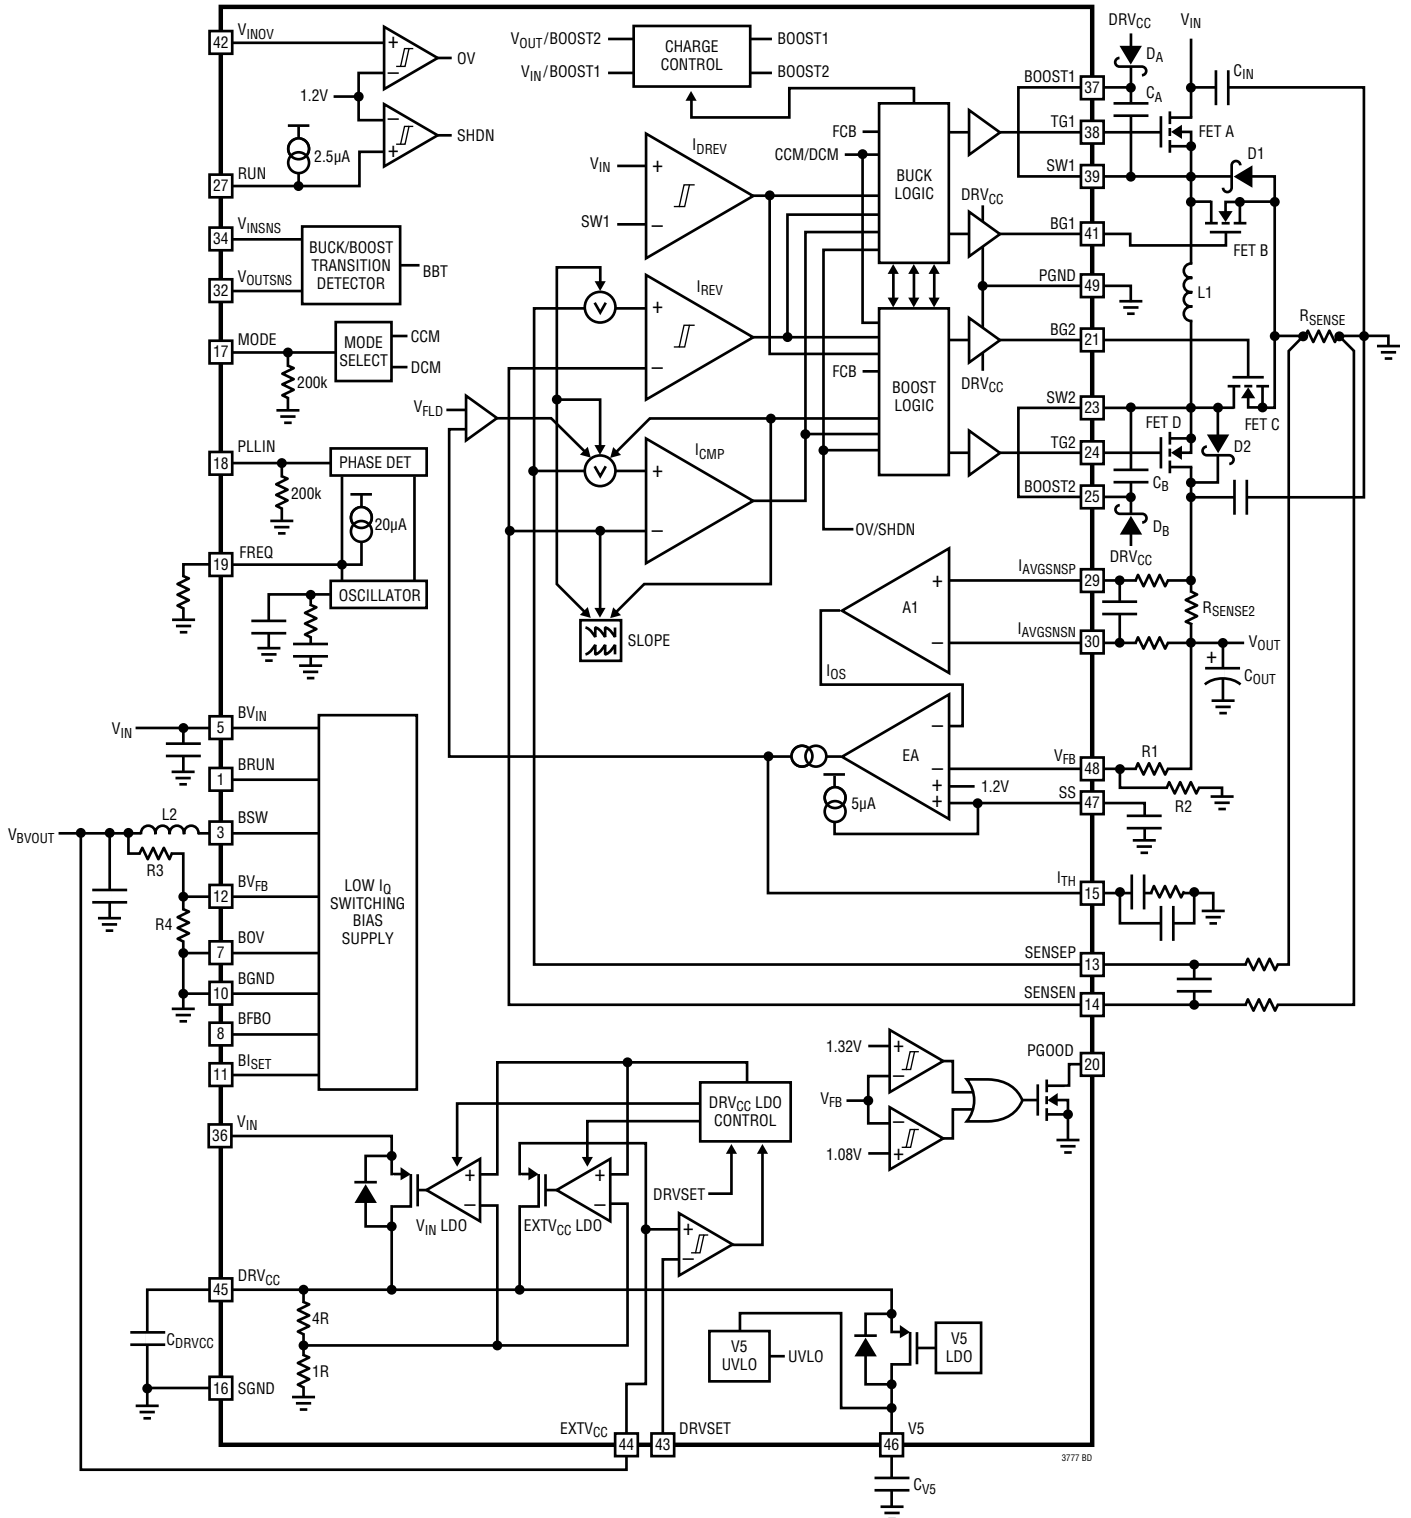 42
VINOV
+
−
OV
1.2V
−
+
SHDN
2.5µA
27
RUN
34
VINSNS
32
VOUTSNS
BUCK/BOOST
TRANSITION
DETECTOR
BBT
17
MODE
200k
MODE
SELECT
CCM
DCM
18
PLLIN
200k
PHASE DET
20µA
19
FREQ
OSCILLATOR
VOUT/BOOST2
VIN/BOOST1
CHARGE
CONTROL
BOOST1
BOOST2
VIN
SW1
+
−
IDREV
+
−
IREV
+
−
ICMP
V
V
VFLD
SLOPE
FCB
CCM/DCM
BUCK
LOGIC
FCB
BOOST
LOGIC
OV/SHDN
DRVCC
DRVCC
BOOST1
37
TG1
38
SW1
39
BG1
41
PGND
49
BG2
21
SW2
23
TG2
24
BOOST2
25
DRVCC
DA
CA
VIN
CIN
FET A
D1
FET B
L1
RSENSE
FET C
FET D
D2
CB
DB
DRVCC
IAVGSNSP
29
IAVGSNSN
30
RSENSE2
VOUT
+
COUT
A1
+
−
IOS
EA
−
−
+
+
1.2V
5µA
VFB
48
SS
47
R1
R2
ITH
15
SENSEP
13
SENSEN
14
VIN
5
BVIN
1
BRUN
VBVOUT
L2
3
BSW
R3
12
BVFB
R4
7
BOV
10
BGND
8
BFBO
11
BISET
LOW IQ
SWITCHING
BIAS
SUPPLY
1.32V
+
−
VFB
−
+
1.08V
PGOOD
20
36
VIN
+
−
VIN LDO
+
−
EXTVCC LDO
DRVCC LDO
CONTROL
DRVSET
+
−
45
DRVCC
CDRVCC
4R
1R
16
SGND
V5
UVLO
UVLO
V5
LDO
EXTVCC
44
43
DRVSET
46
V5
CV5
3777 BD